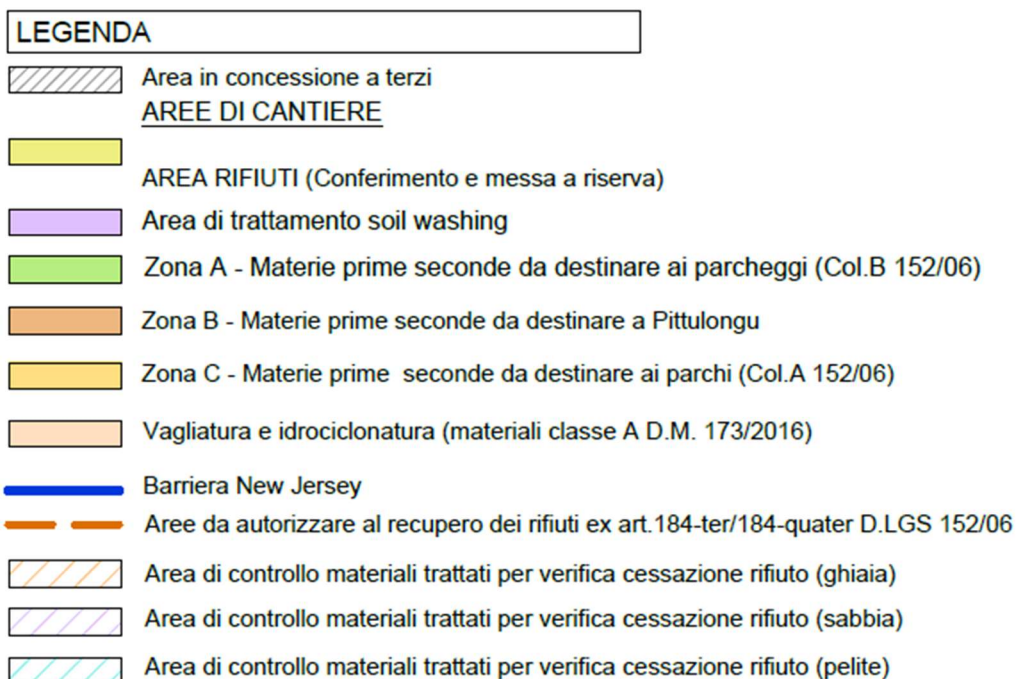 LEGENDA
Area in concessione a terzi
AREE DI CANTIERE
AREA RIFIUTI (Conferimento e messa a riserva)
Area di trattamento soil washing
Zona A - Materie prime seconde da destinare ai parcheggi (Col.B 152/06)
Zona B - Materie prime seconde da destinare a Pittulongu
Zona C - Materie prime seconde da destinare ai parchi (Col.A 152/06)
Vagliatura e idrociclonatura (materiali classe A D.M. 173/2016)
Barriera New Jersey
Aree da autorizzare al recupero dei rifiuti ex art.184-ter/184-quater D.LGS 152/06
Area di controllo materiali trattati per verifica cessazione rifiuto (ghiaia)
Area di controllo materiali trattati per verifica cessazione rifiuto (sabbia)
Area di controllo materiali trattati per verifica cessazione rifiuto (pelite)